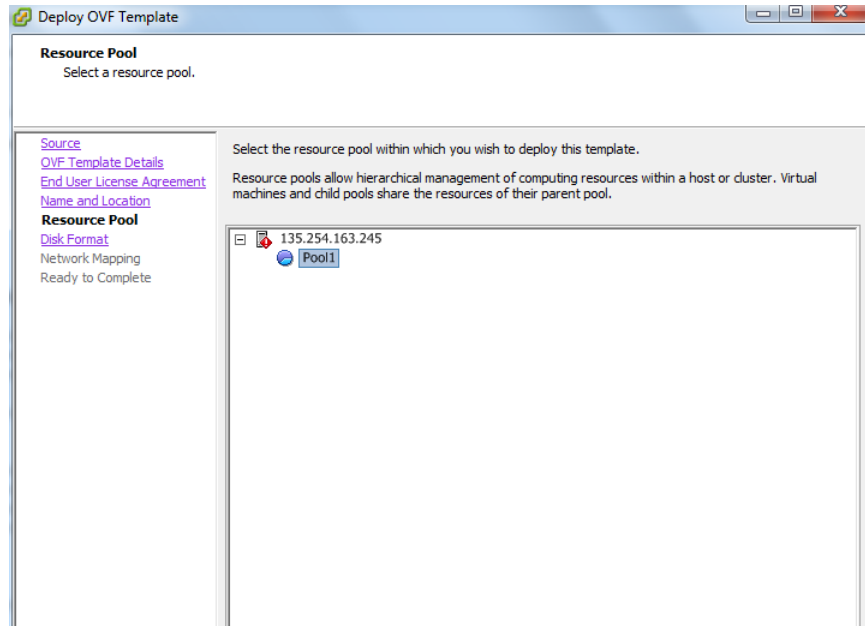 Deploy OVF Template
Resource Pool
Select a resource pool.
Source
OVF Template Details
End User License Agreement
Name and Location
Resource Pool
Disk Format
Network Mapping
Ready to Complete
Select the resource pool within which you wish to deploy this template.
Resource pools allow hierarchical management of computing resources within a host or cluster. Virtual
machines and child pools share the resources of their parent pool.
135.254.163.245
Pool1